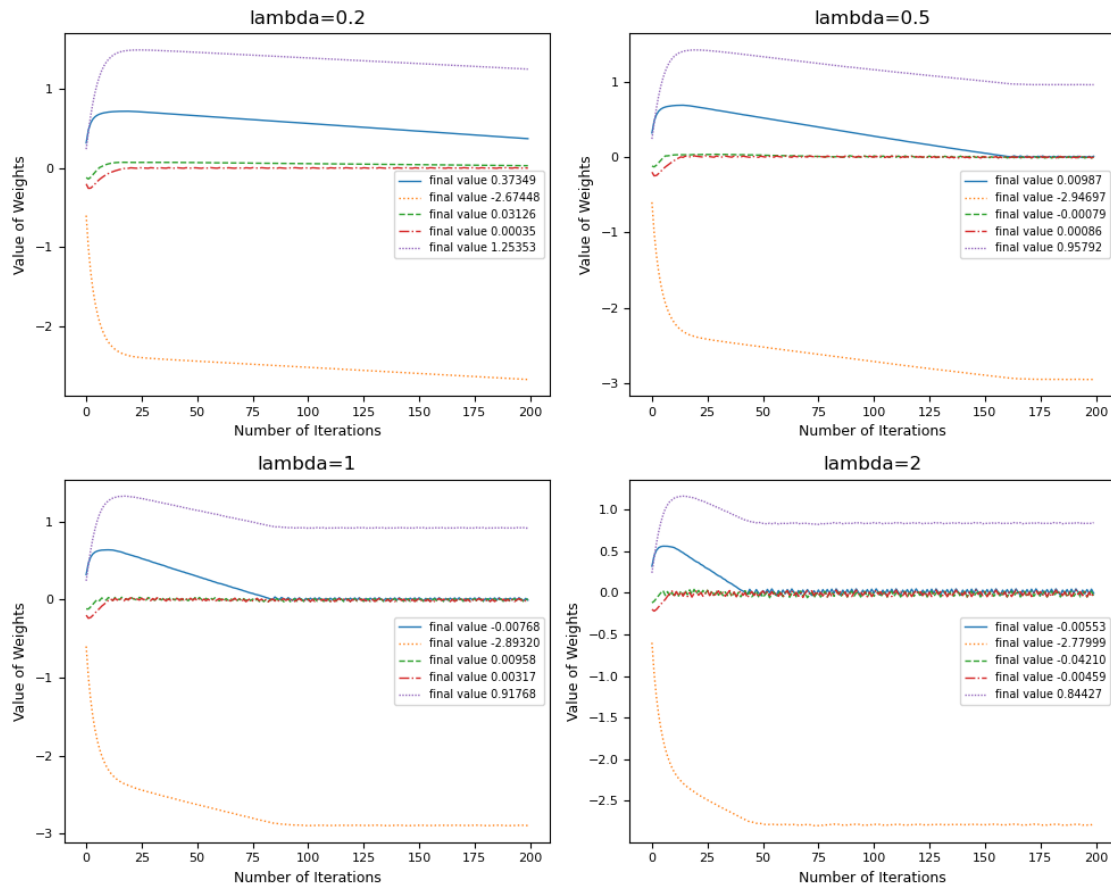 lambda=0.2
Value of Weights
1
0
−1
−2
final value 0.37349
final value -2.67448
final value 0.03126
final value 0.00035
final value 1.25353
0 25 50 75 100 125 150 175 200
Number of Iterations
lambda=0.5
Value of Weights
1
0
−1
−2
−3
final value 0.00987
final value -2.94697
final value -0.00079
final value 0.00086
final value 0.95792
0 25 50 75 100 125 150 175 200
Number of Iterations
lambda=1
Value of Weights
1
0
−1
−2
−3
final value -0.00768
final value -2.89320
final value 0.00958
final value 0.00317
final value 0.91768
0 25 50 75 100 125 150 175 200
Number of Iterations
lambda=2
Value of Weights
1.0
0.5
0.0
−0.5
−1.0
−1.5
−2.0
−2.5
final value -0.00553
final value -2.77999
final value -0.04210
final value -0.00459
final value 0.84427
0 25 50 75 100 125 150 175 200
Number of Iterations